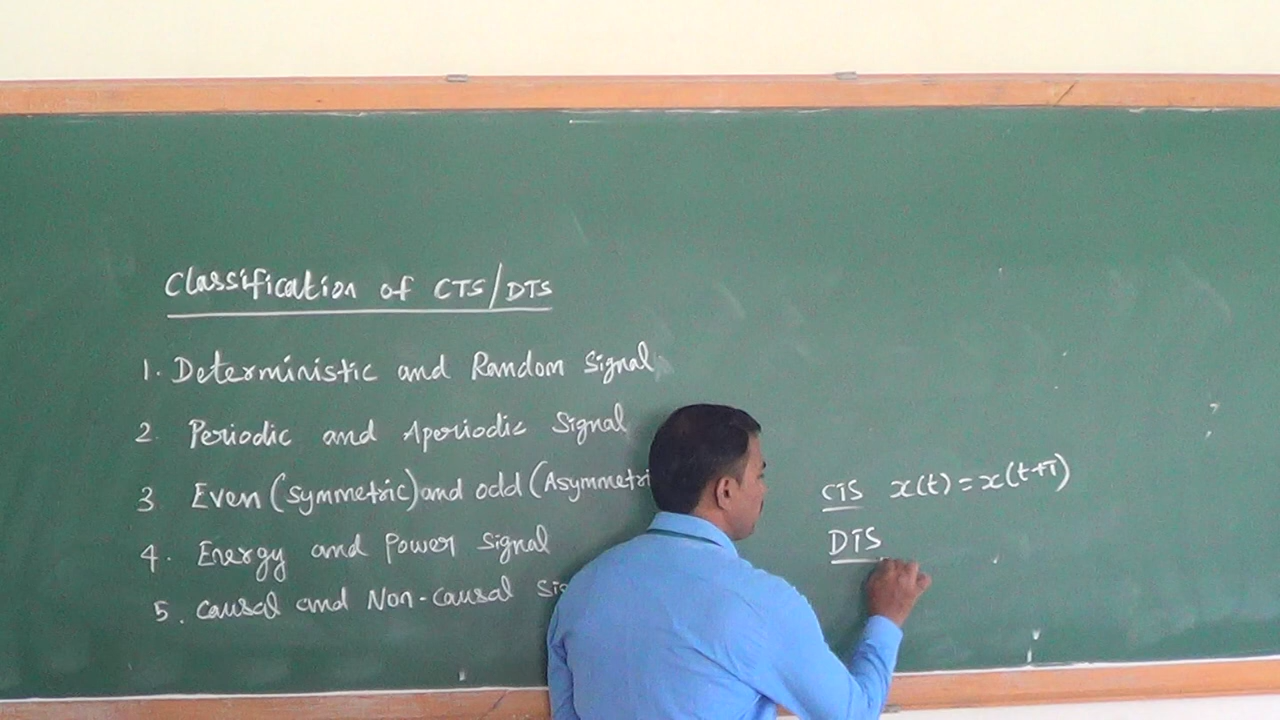 Classification of CTS/DTS
1. Deterministic and Random Signal
2. Periodic and Aperiodic Signal
3 Even (Symmetric) and odd (Asymmetri
4. Energy and Power Signal
5. Causal and Non-Causal Sig
CTS x(t) = x(t+T)
DTS